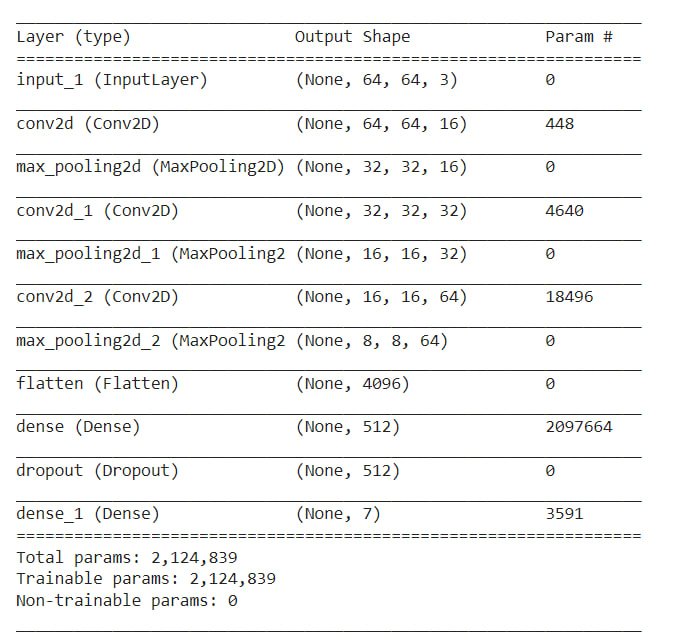 Layer (type) Output Shape Param #
=================================================================
input_1 (InputLayer) (None, 64, 64, 3) 0
conv2d (Conv2D) (None, 64, 64, 16) 448
max_pooling2d (MaxPooling2D) (None, 32, 32, 16) 0
conv2d_1 (Conv2D) (None, 32, 32, 32) 4640
max_pooling2d_1 (MaxPooling2 (None, 16, 16, 32) 0
conv2d_2 (Conv2D) (None, 16, 16, 64) 18496
max_pooling2d_2 (MaxPooling2 (None, 8, 8, 64) 0
flatten (Flatten) (None, 4096) 0
dense (Dense) (None, 512) 2097664
dropout (Dropout) (None, 512) 0
dense_1 (Dense) (None, 7) 3591
=================================================================
Total params: 2,124,839
Trainable params: 2,124,839
Non-trainable params: 0